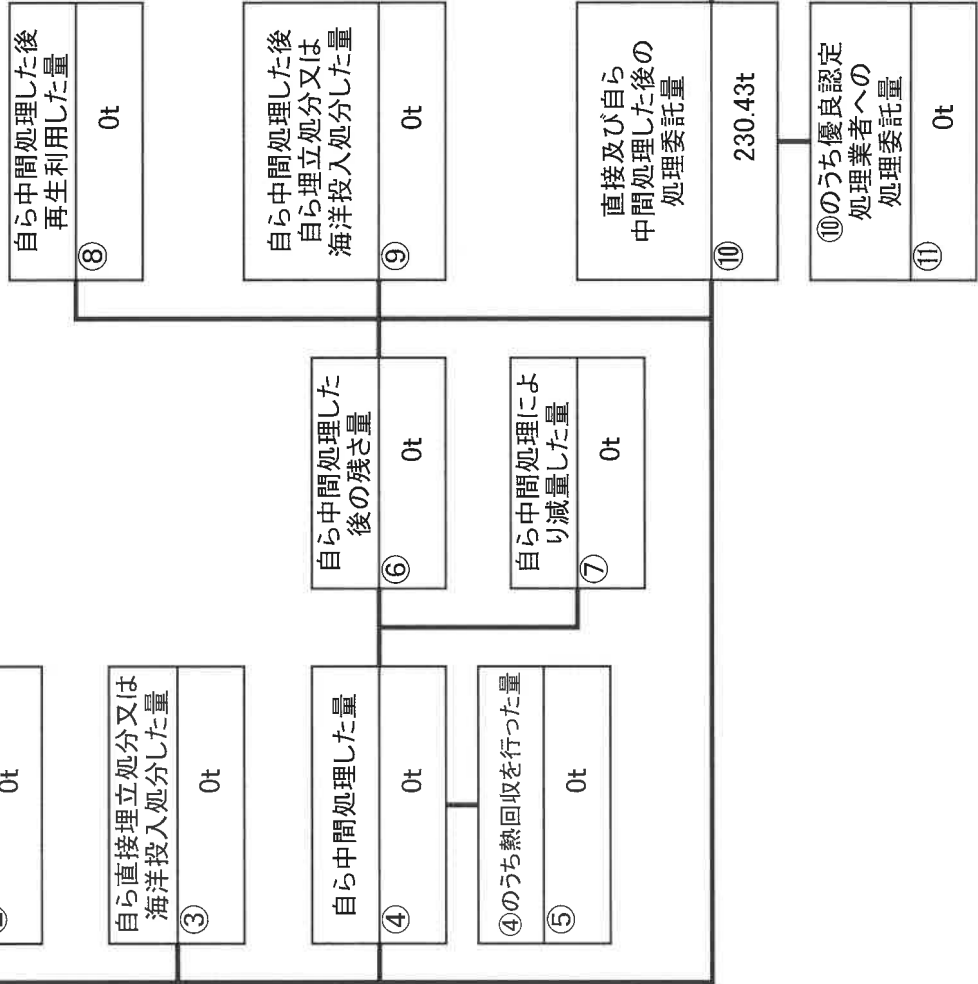 0t
自ら直接埋立処分又は
海洋投入処分した量
③
0t
自ら中間処理した量
④
0t
④のうち熱回収を行った量
⑤
0t
自ら中間処理した
後の残さ量
⑥
0t
自ら中間処理によ
り減量した量
⑦
0t
自ら中間処理した後
再生利用した量
⑧
0t
自ら中間処理した後
自ら埋立処分又は
海洋投入処分した量
⑨
0t
直接及び自ら
中間処理した後の
処理委託量
⑩
230.43t
⑩のうち優良認定
処理業者への
処理委託量
⑪
0t